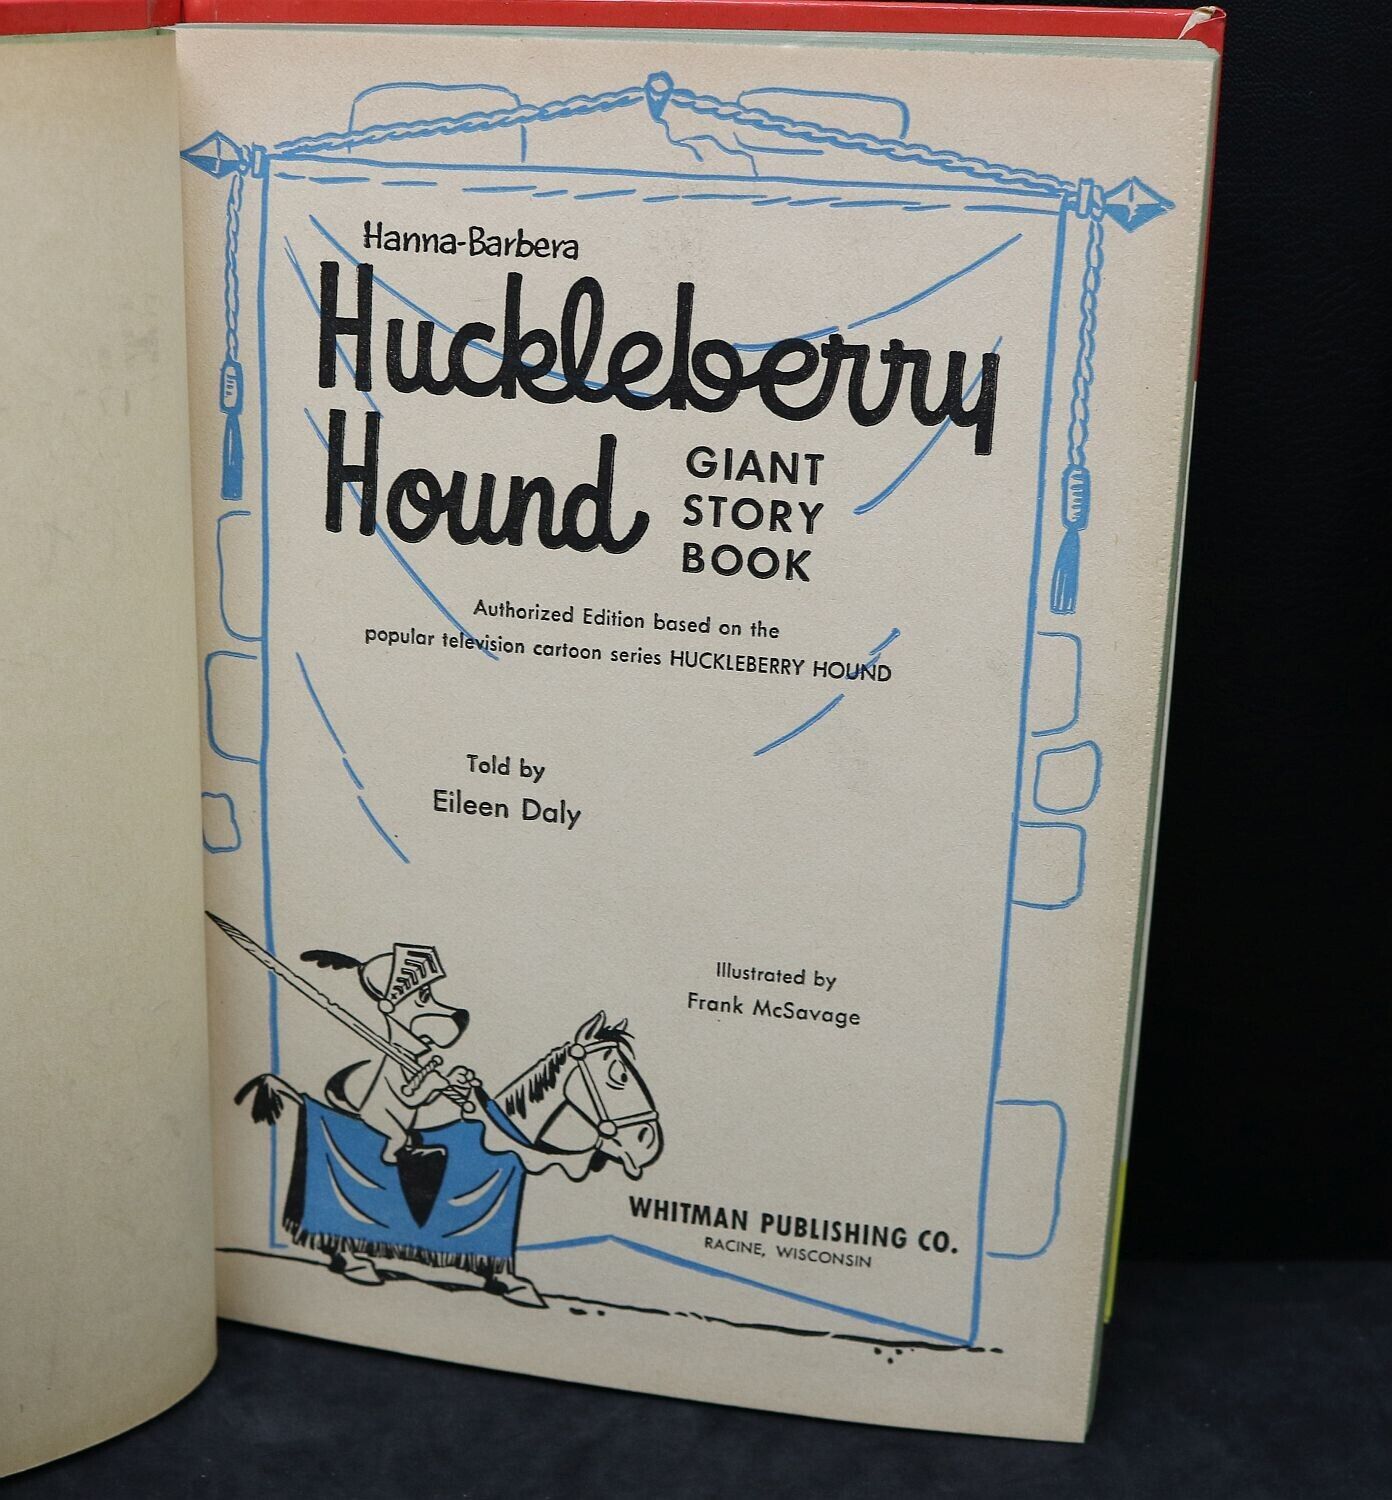 Hanna-Barbera
Huckleberry
Hound
GIANT
STORY
BOOK
Authorized Edition based on the
popular television cartoon series HUCKLEBERRY HOUND
Told by
Eileen Daly
Illustrated by
Frank McSavage
WHITMAN PUBLISHING CO.
RACINE, WISCONSIN